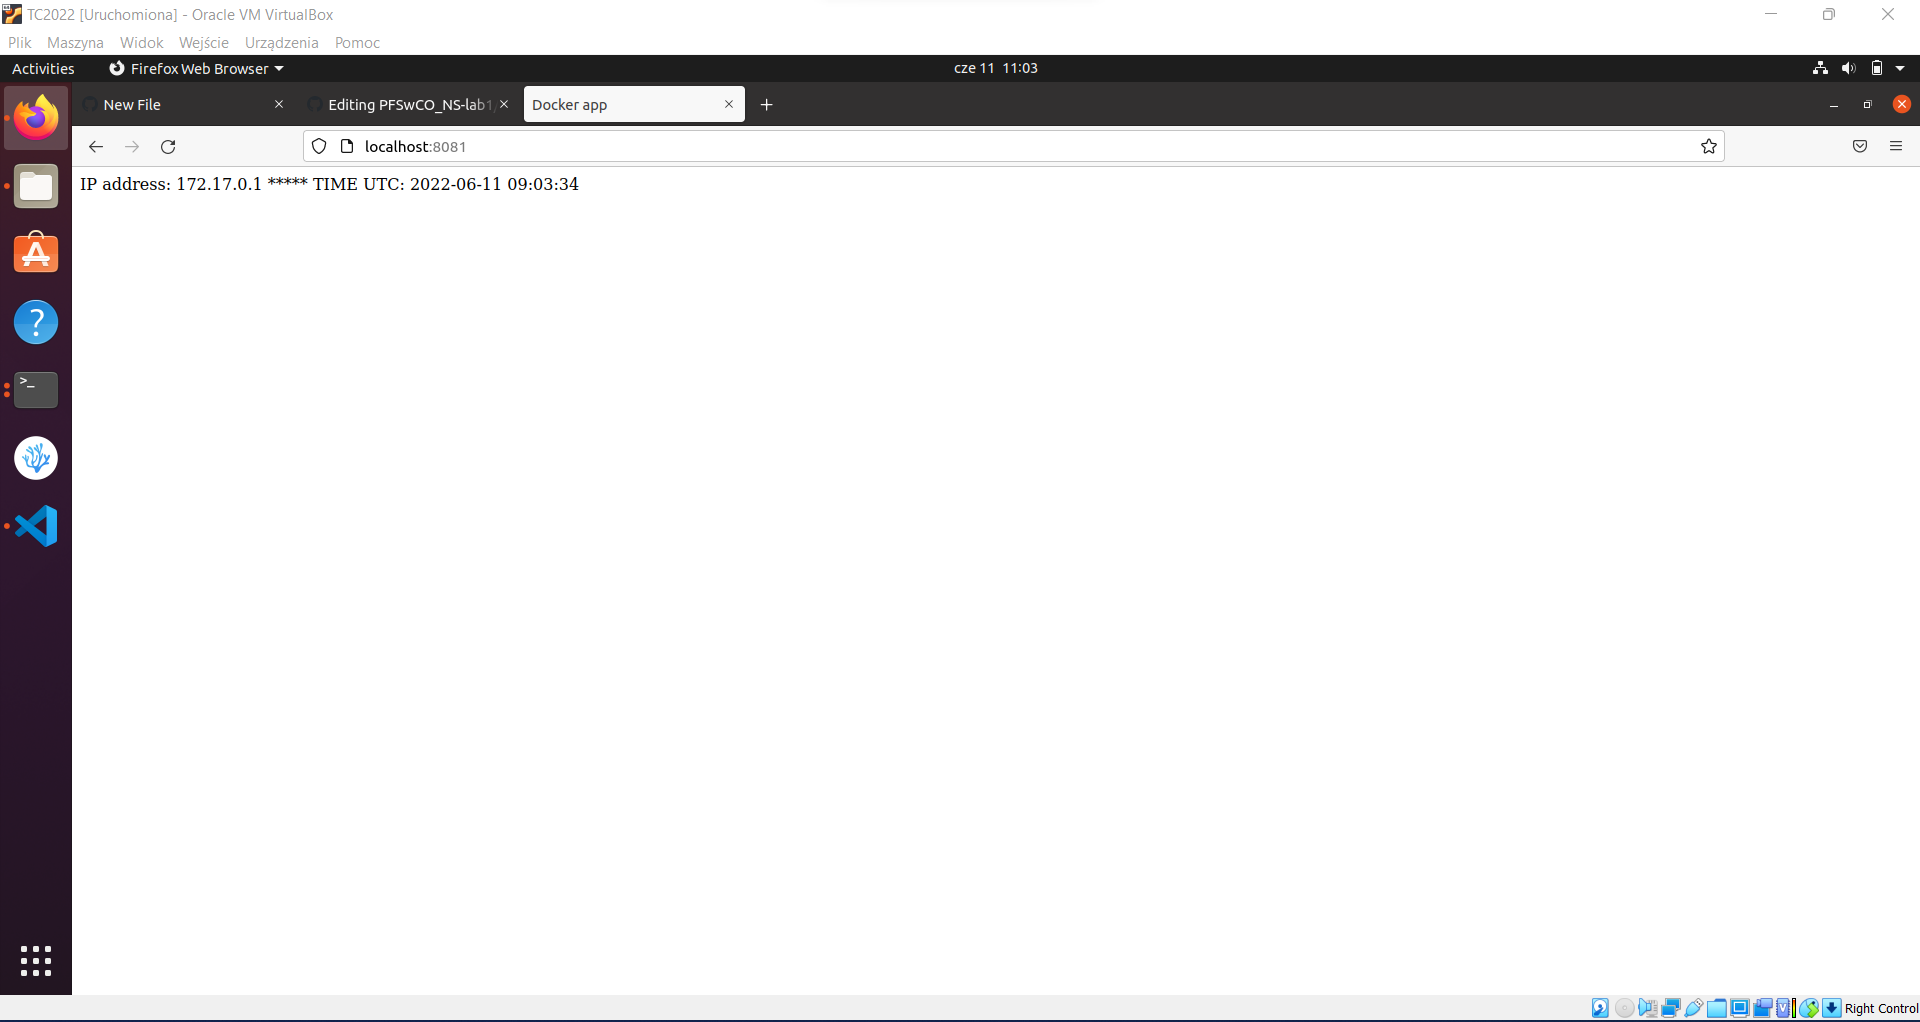 TC2022 [Uruchomiona] - Oracle VM VirtualBox
Plik Maszyna Widok Wejście Urządzenia Pomoc
Activities Firefox Web Browser cze 11 11:03
New File Editing PFSwCO_NS-lab1/ Docker app
localhost:8081
IP address: 172.17.0.1 ***** TIME UTC: 2022-06-11 09:03:34
Right Control